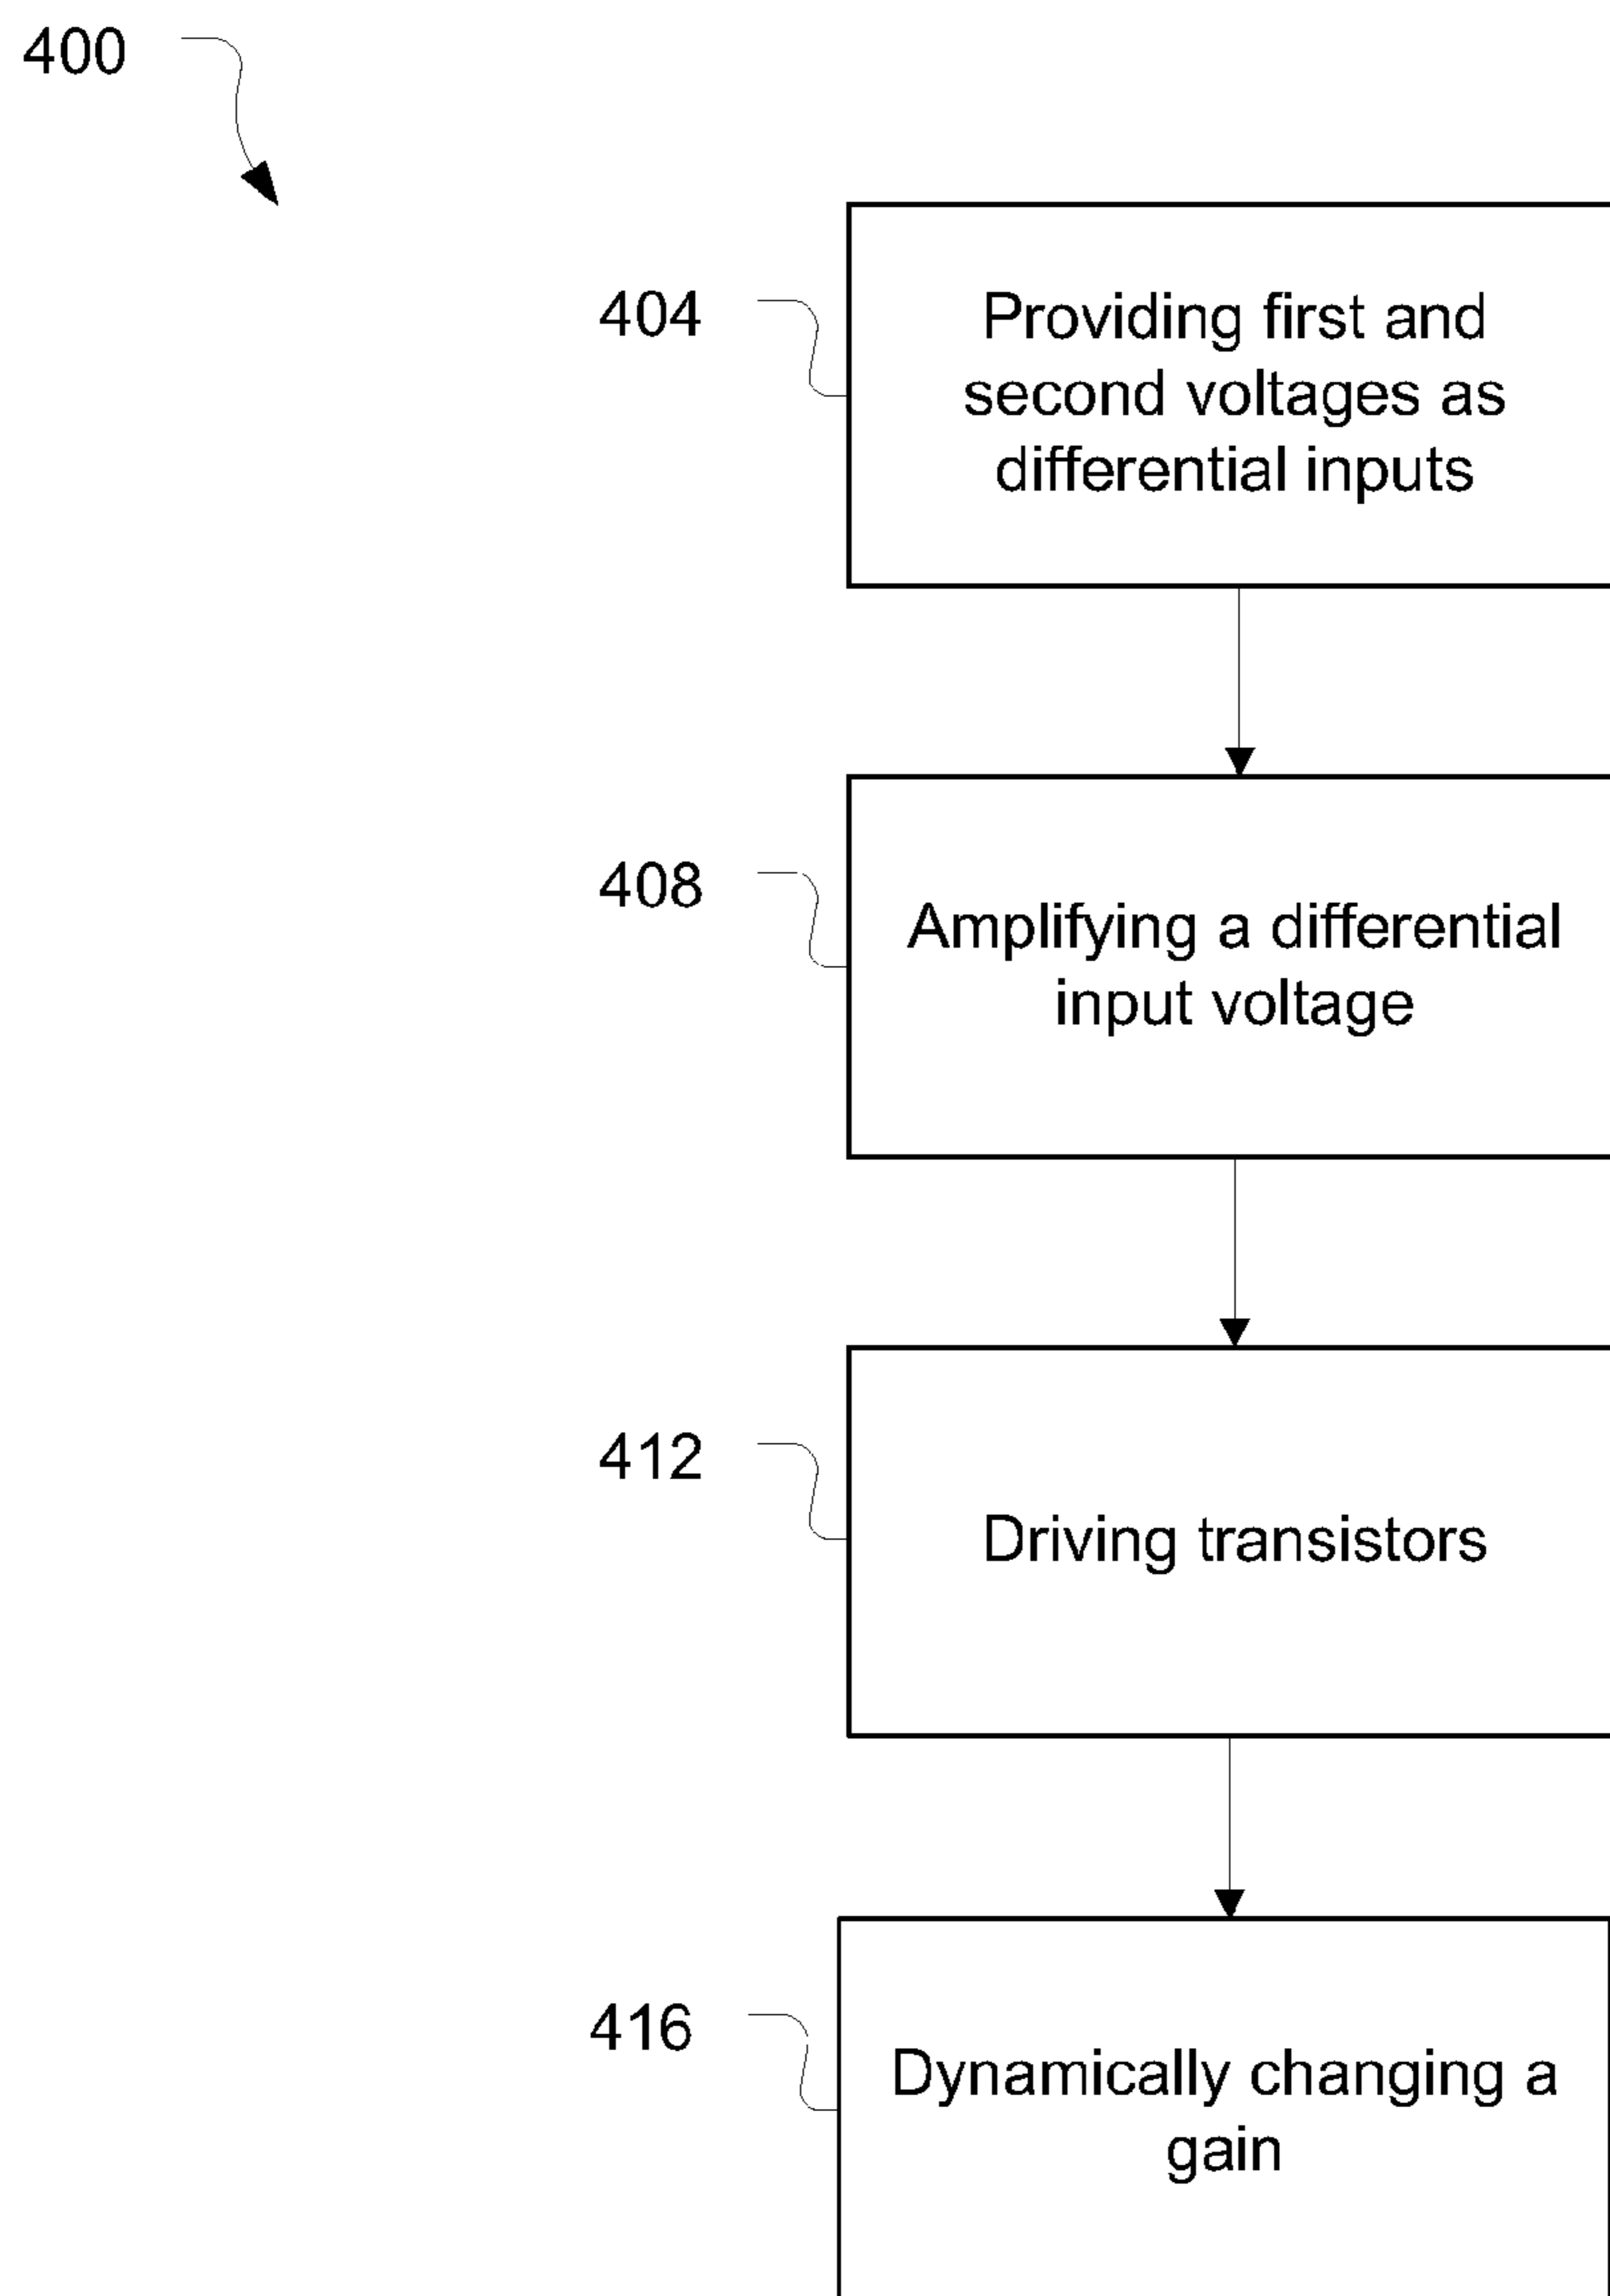 400
404
Providing first and
second voltages as
differential inputs
408
Amplifying a differential
input voltage
412
Driving transistors
416
Dynamically changing a
gain